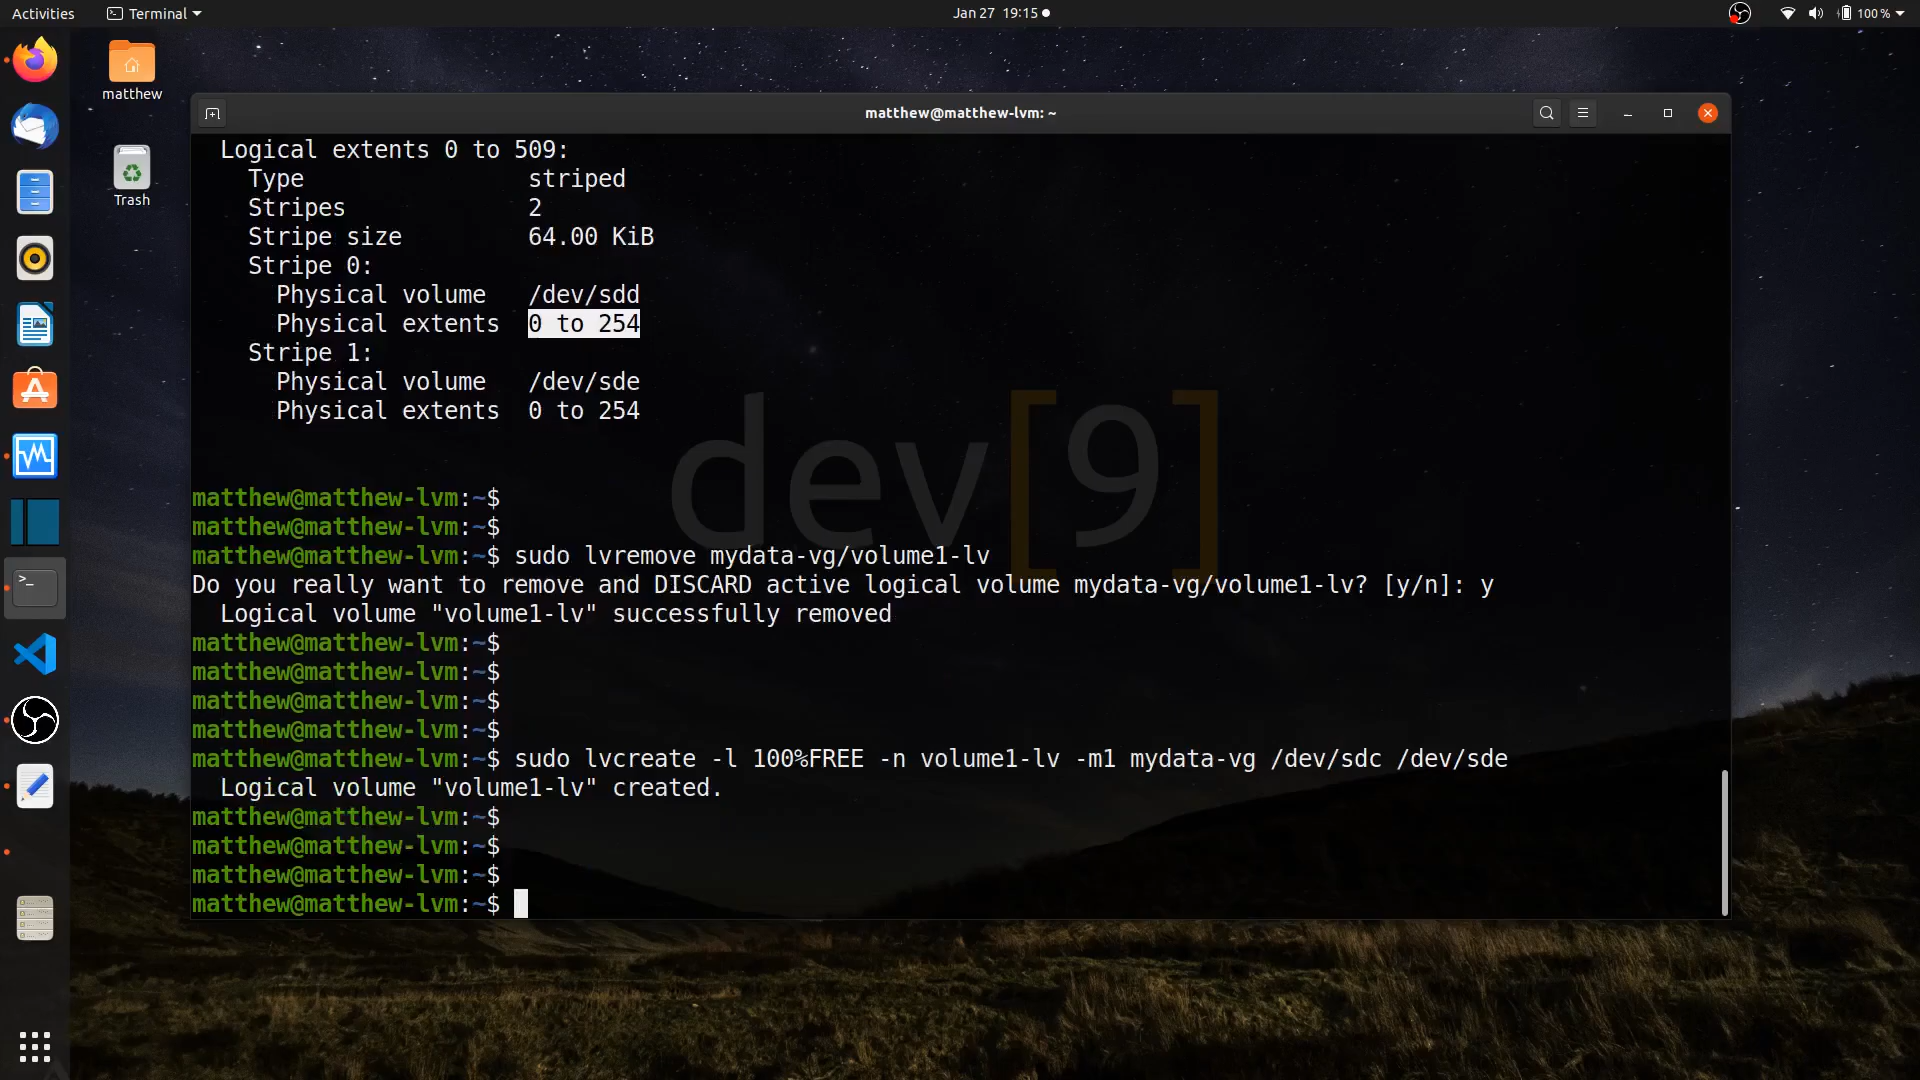 Activities
Terminal
Jan 27 19:15
100 %
matthew
Trash
matthew@matthew-lvm: ~
Logical extents 0 to 509:
Type striped
Stripes 2
Stripe size 64.00 KiB
Stripe 0:
Physical volume /dev/sdd
Physical extents 0 to 254
Stripe 1:
Physical volume /dev/sde
Physical extents 0 to 254
dev[9]
matthew@matthew-lvm:~$
matthew@matthew-lvm:~$
matthew@matthew-lvm:~$ sudo lvremove mydata-vg/volume1-lv
Do you really want to remove and DISCARD active logical volume mydata-vg/volume1-lv? [y/n]: y
Logical volume "volume1-lv" successfully removed
matthew@matthew-lvm:~$
matthew@matthew-lvm:~$
matthew@matthew-lvm:~$
matthew@matthew-lvm:~$
matthew@matthew-lvm:~$ sudo lvcreate -l 100%FREE -n volume1-lv -m1 mydata-vg /dev/sdc /dev/sde
Logical volume "volume1-lv" created.
matthew@matthew-lvm:~$
matthew@matthew-lvm:~$
matthew@matthew-lvm:~$
matthew@matthew-lvm:~$